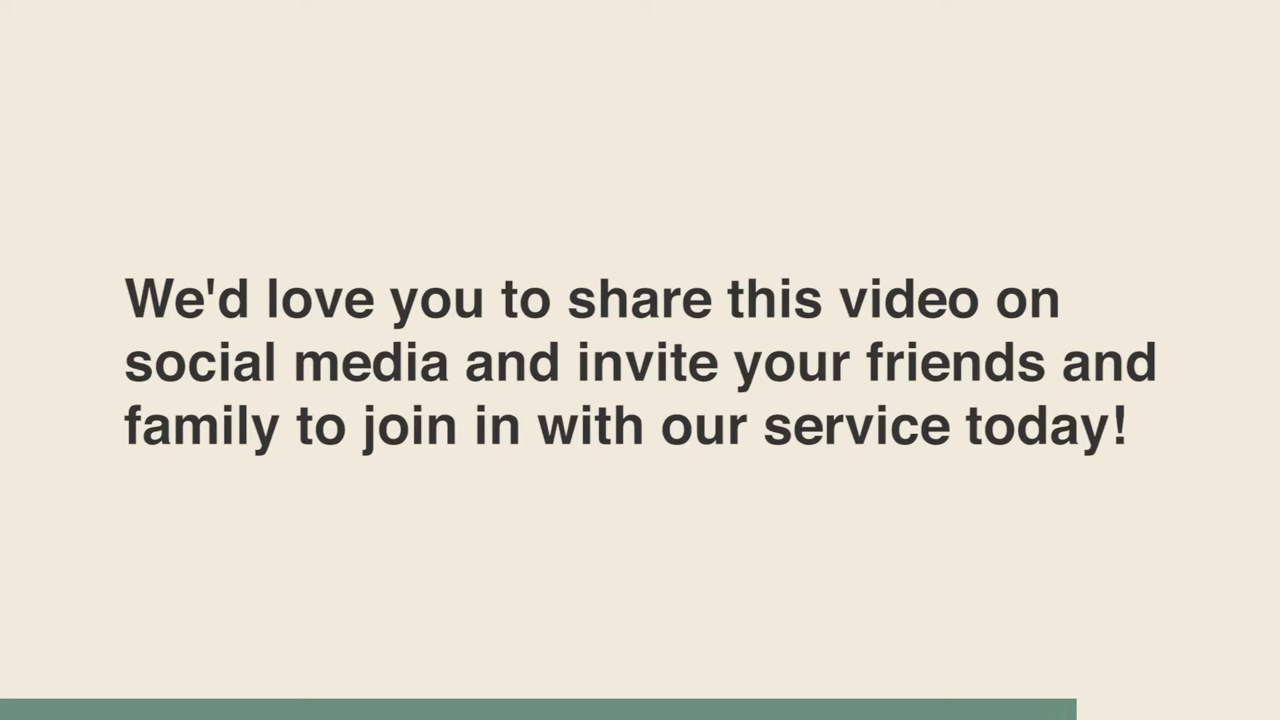 We'd love you to share this video on
social media and invite your friends and
family to join in with our service today!